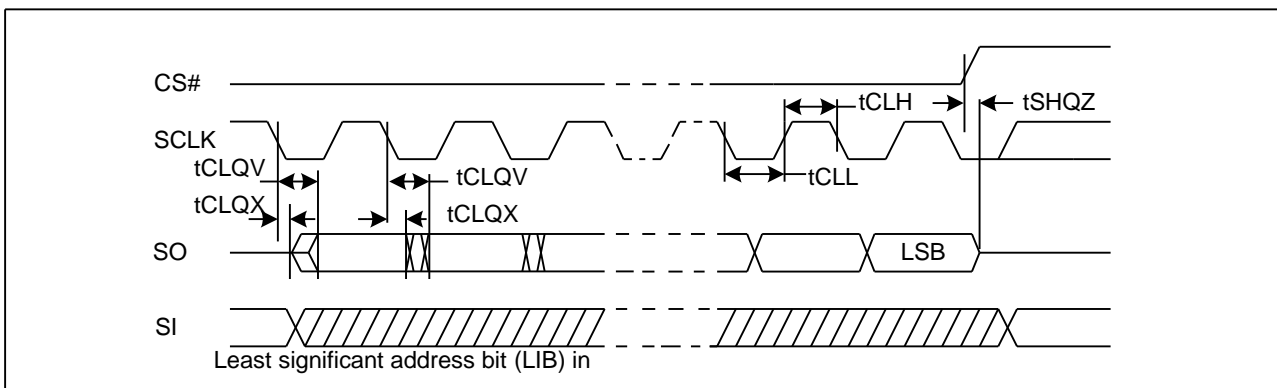 CS#
tCLH
tSHQZ
SCLK
tCLQV
tCLQV
tCLL
tCLQX
tCLQX
SO
LSB
SI
Least significant address bit (LIB) in